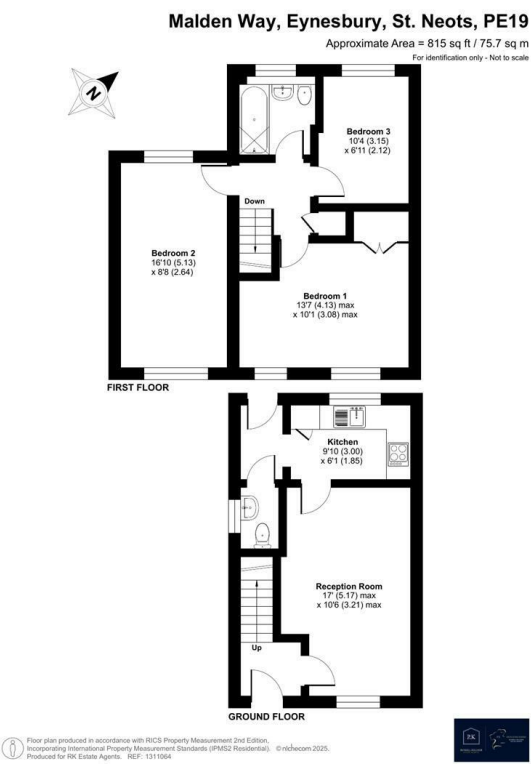 Malden Way, Eynesbury, St. Neots, PE19
Approximate Area = 815 sq ft / 75.7 sq m
For identification only - Not to scale
N
Bedroom 3
10'4 (3.15)
x 6'11 (2.12)
Down
Bedroom 2
16'10 (5.13)
x 8'8 (2.64)
Bedroom 1
13'7 (4.13) max
x 10'1 (3.08) max
FIRST FLOOR
Kitchen
9'10 (3.00)
x 6'1 (1.85)
Reception Room
17' (5.17) max
x 10'6 (3.21) max
Up
GROUND FLOOR
Floor plan produced in accordance with RICS Property Measurement 2nd Edition,
Incorporating International Property Measurement Standards (IPMS2 Residential). © nichecom 2025.
Produced for RK Estate Agents. REF: 1311064